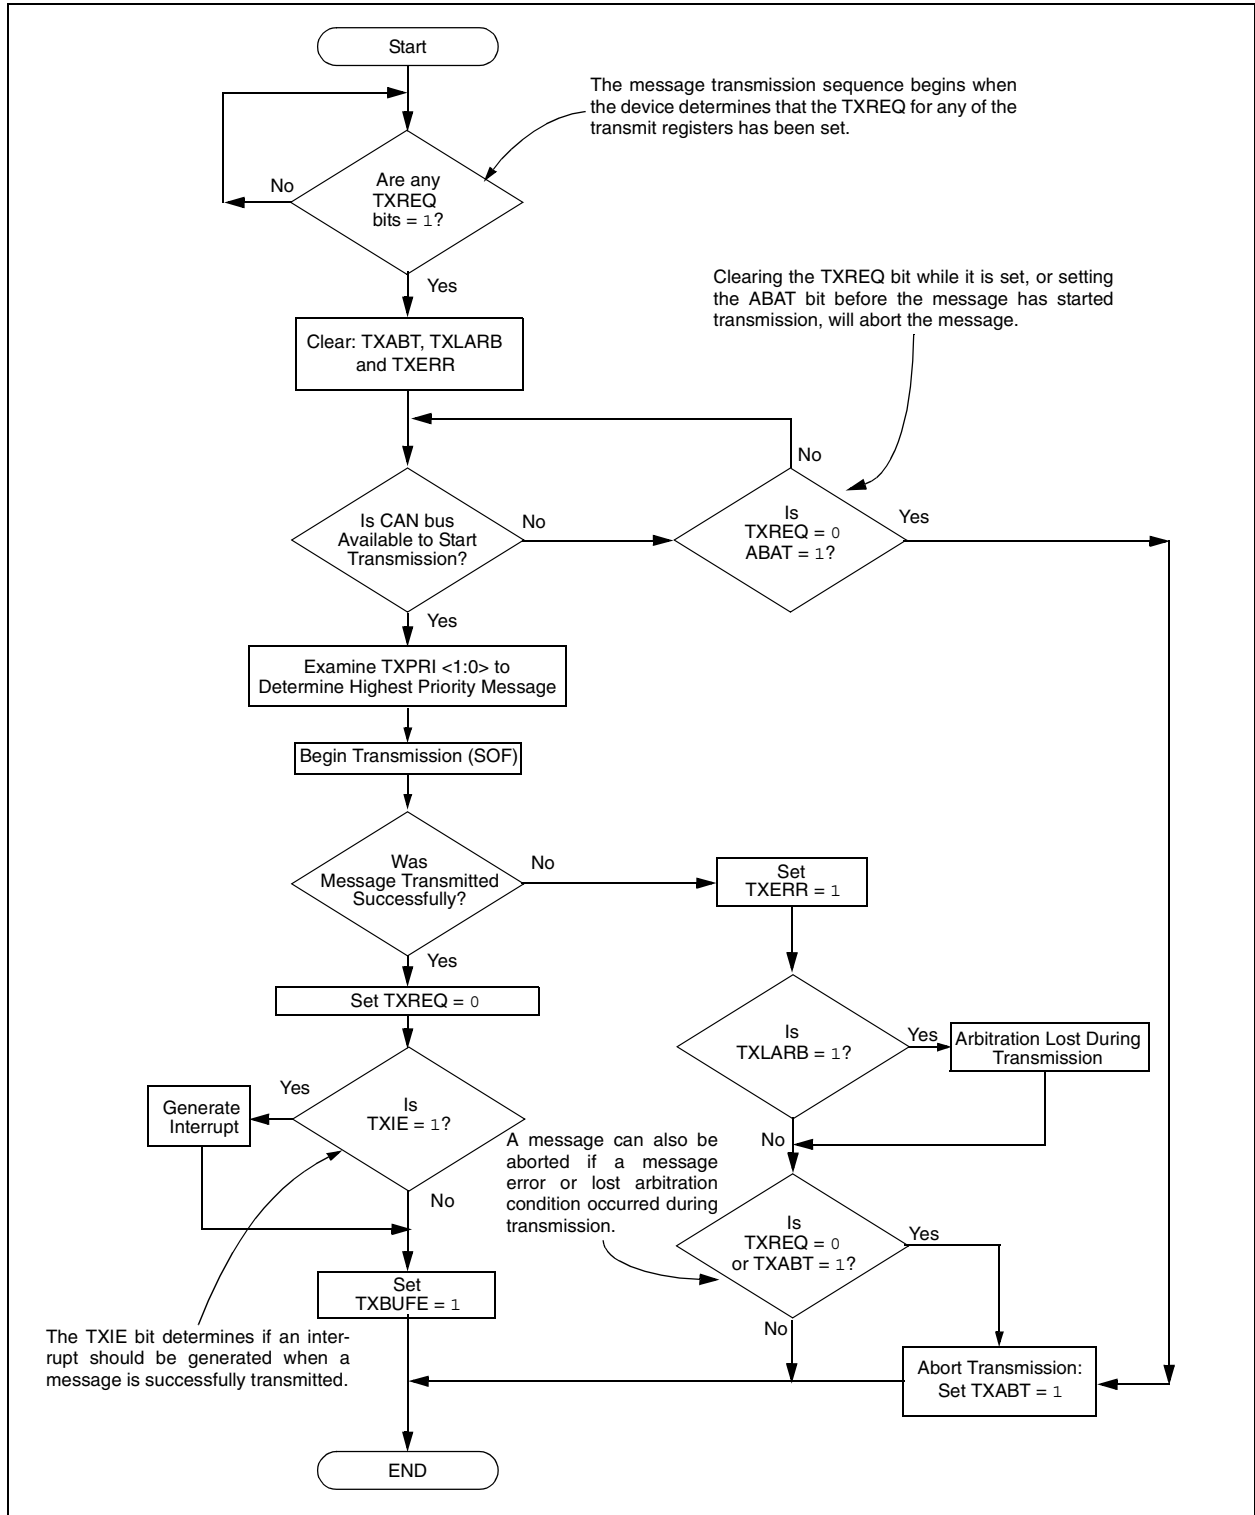 Start
The message transmission sequence begins when
the device determines that the TXREQ for any of the
transmit registers has been set.
No
Are any
TXREQ
bits = 1?
Yes
Clearing the TXREQ bit while it is set, or setting
the ABAT bit before the message has started
transmission, will abort the message.
Clear: TXABT, TXLARB
and TXERR
No
Is CAN bus
Available to Start
Transmission?
No
Is
TXREQ = 0
ABAT = 1?
Yes
Yes
Examine TXPRI <1:0> to
Determine Highest Priority Message
Begin Transmission (SOF)
Was
Message Transmitted
Successfully?
No
Set
TXERR = 1
Yes
Set TXREQ = 0
Is
TXLARB = 1?
Yes
Arbitration Lost During
Transmission
Yes
Generate
Interrupt
Is
TXIE = 1?
No
A message can also be
aborted if a message
error or lost arbitration
condition occurred during
transmission.
No
Is
TXREQ = 0
or TXABT = 1?
Yes
Set
TXBUFE = 1
The TXIE bit determines if an inter-
rupt should be generated when a
message is successfully transmitted.
No
Abort Transmission:
Set TXABT = 1
END